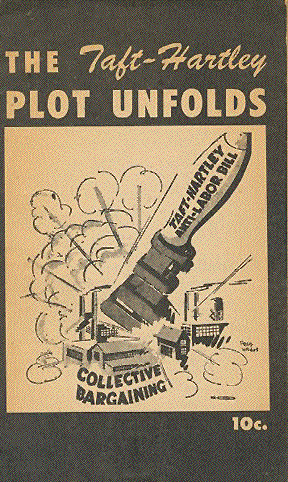 THE Taft-Hartley
PLOT UNFOLDS
TAFT-HARTLEY
ANTI-LABOR BILL
COLLECTIVE
BARGAINING
10c.